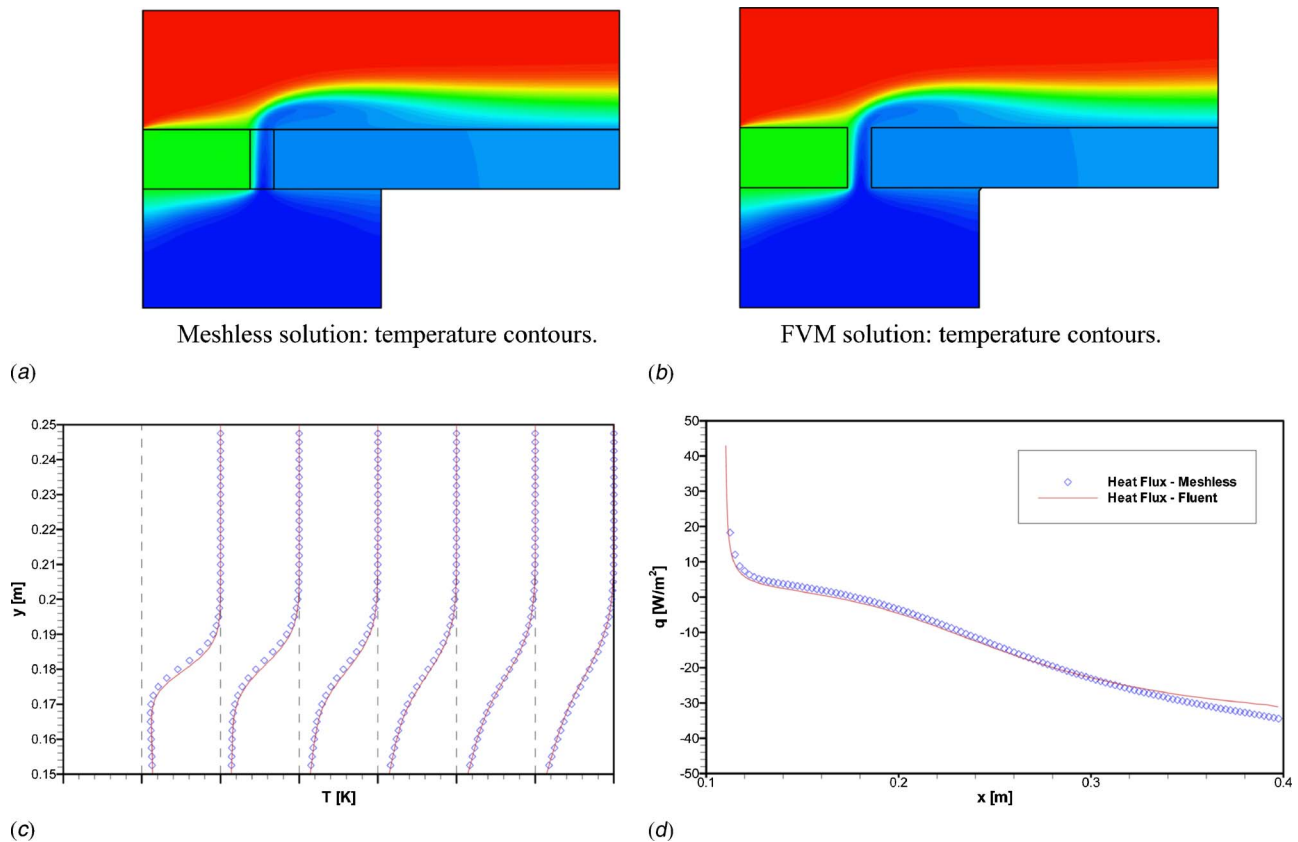 Meshless solution: temperature contours.
FVM solution: temperature contours.
(a)
(b)
0.25
0.24
0.23
0.22
0.21
0.2
0.19
0.18
0.17
0.16
0.15
y [m]
T [K]
(c)
50
40
30
20
10
0
-10
-20
-30
-40
-50
q [W/m²]
Heat Flux - Meshless
Heat Flux - Fluent
0.1
0.2
0.3
0.4
x [m]
(d)